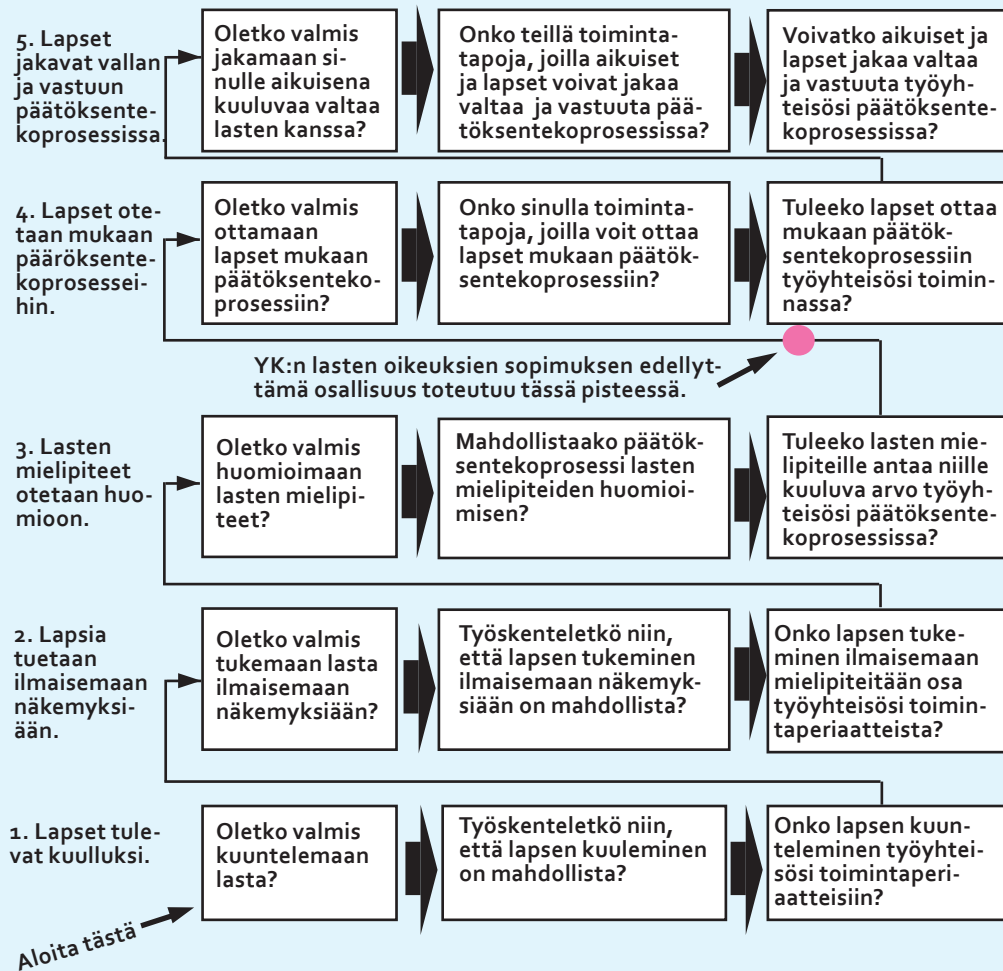 5. Lapset
jakavat vallan
ja vastuun
päätöksente-
koprosessissa.
Oletko valmis
jakamaan si-
nulle aikuisena
kuuluvaa valtaa
lasten kanssa?
Onko teillä toiminta-
tapoja, joilla aikuiset
ja lapset voivat jakaa
valtaa ja vastuuta pää-
töksentekoprosessissa?
Voivatko aikuiset ja
lapset jakaa valtaa
ja vastuuta työyh-
teisösi päätöksente-
koprosessissa?
4. Lapset ote-
taan mukaan
pääröksente-
koprosessei-
hin.
Oletko valmis
ottamaan
lapset mukaan
päätöksenteko-
prosessiin?
Onko sinulla toiminta-
tapoja, joilla voit ottaa
lapset mukaan päätök-
sentekoprosessiin?
Tuleeko lapset ottaa
mukaan päätök-
sentekoprosessiin
työyhteisösi toimin-
nassa?
YK:n lasten oikeuksien sopimuksen edellyt-
tämä osallisuus toteutuu tässä pisteessä.
3. Lasten
mielipiteet
otetaan huo-
mioon.
Oletko valmis
huomioimaan
lasten mielipi-
teet?
Mahdollistaako päätök-
sentekoprosessi lasten
mielipiteiden huomioi-
misen?
Tuleeko lasten mie-
lipiteille antaa niille
kuuluva arvo työyh-
teisösi päätöksente-
koprosessissa?
2. Lapsia
tuetaan
ilmaisemaan
näkemyksi-
ään.
Oletko valmis
tukemaan lasta
ilmaisemaan
näkemyksiään?
Työskenteletkö niin,
että lapsen tukeminen
ilmaisemaan näkemyk-
siään on mahdollista?
Onko lapsen tuke-
minen ilmaisemaan
mielipiteitään osa
työyhteisösi toimin-
taperiaatteista?
1. Lapset tule-
vat kuulluksi.
Oletko valmis
kuuntelemaan
lasta?
Työskenteletkö niin,
että lapsen kuuleminen
on mahdollista?
Onko lapsen kuun-
teleminen työyhtei-
sösi toimintaperi-
aatteisiin?
Aloita tästä